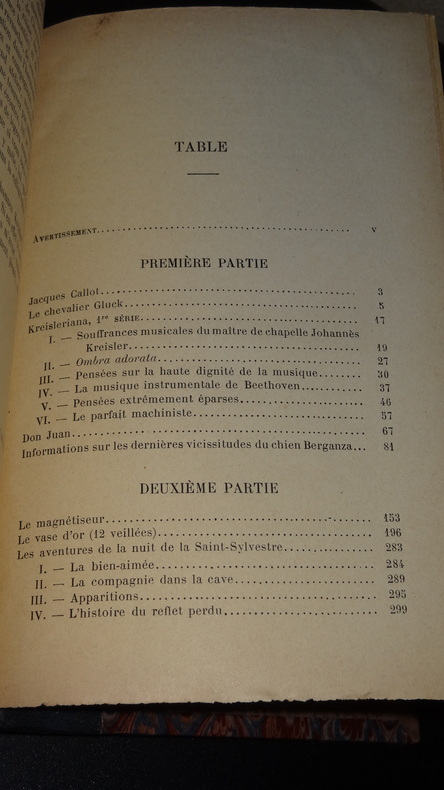 TABLE
AVERTISSEMENT........ V
PREMIÈRE PARTIE
Jacques Callot........ 3
Le chevalier Gluck........ 5
Kreisleriana, 1re SÉRIE........ 17
I. — Souffrances musicales du maître de chapelle Johannès
Kreisler........ 19
II. — Ombra adorata........ 27
III. — Pensées sur la haute dignité de la musique........ 30
IV. — La musique instrumentale de Beethoven........ 37
V. — Pensées extrêmement éparses........ 46
VI. — Le parfait machiniste........ 57
Don Juan........ 67
Informations sur les dernières vicissitudes du chien Berganza... 81
DEUXIÈME PARTIE
Le magnétiseur........ 153
Le vase d'or (12 veillées)........ 196
Les aventures de la nuit de la Saint-Sylvestre........ 283
I. — La bien-aimée........ 284
II. — La compagnie dans la cave........ 289
III. — Apparitions........ 295
IV. — L'histoire du reflet perdu........ 299